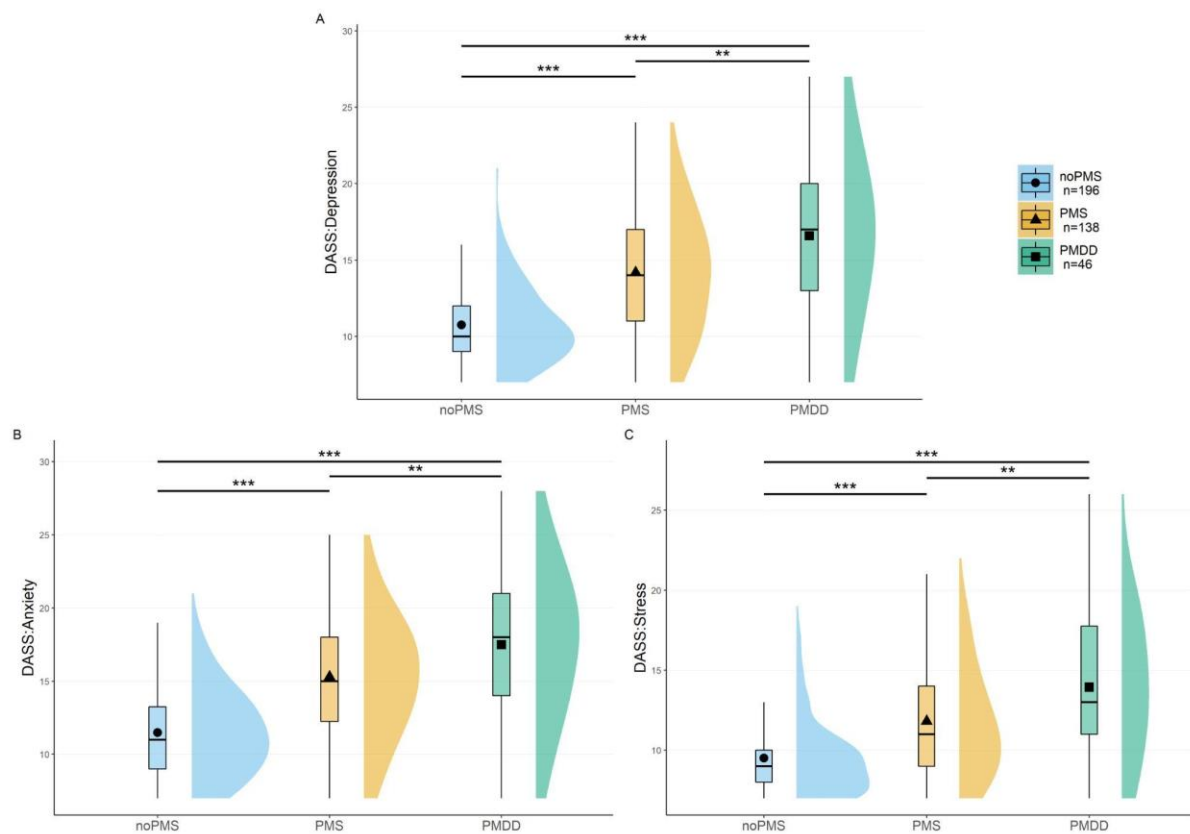 A
30
25
20
15
10
DASS:Depression
***
***
**
noPMS
PMS
PMDD
noPMS
n=196
PMS
n=138
PMDD
n=46
B
30
25
20
15
10
DASS:Anxiety
***
***
**
noPMS
PMS
PMDD
C
25
20
15
10
DASS:Stress
***
***
**
noPMS
PMS
PMDD